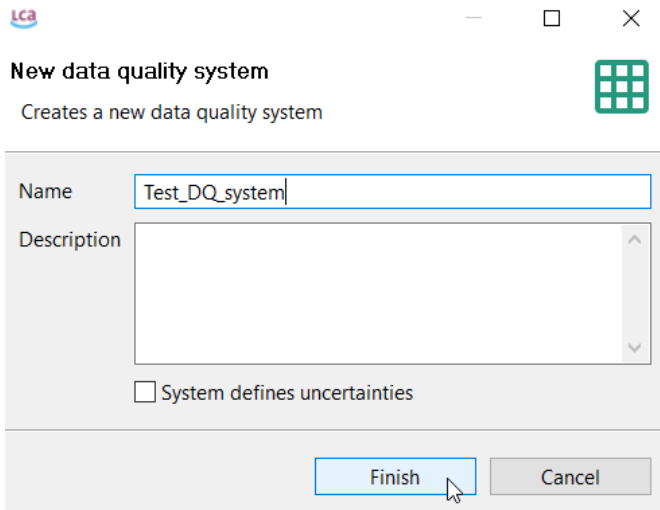 LCA
New data quality system
Creates a new data quality system
Name
Test_DQ_system
Description
System defines uncertainties
Finish
Cancel